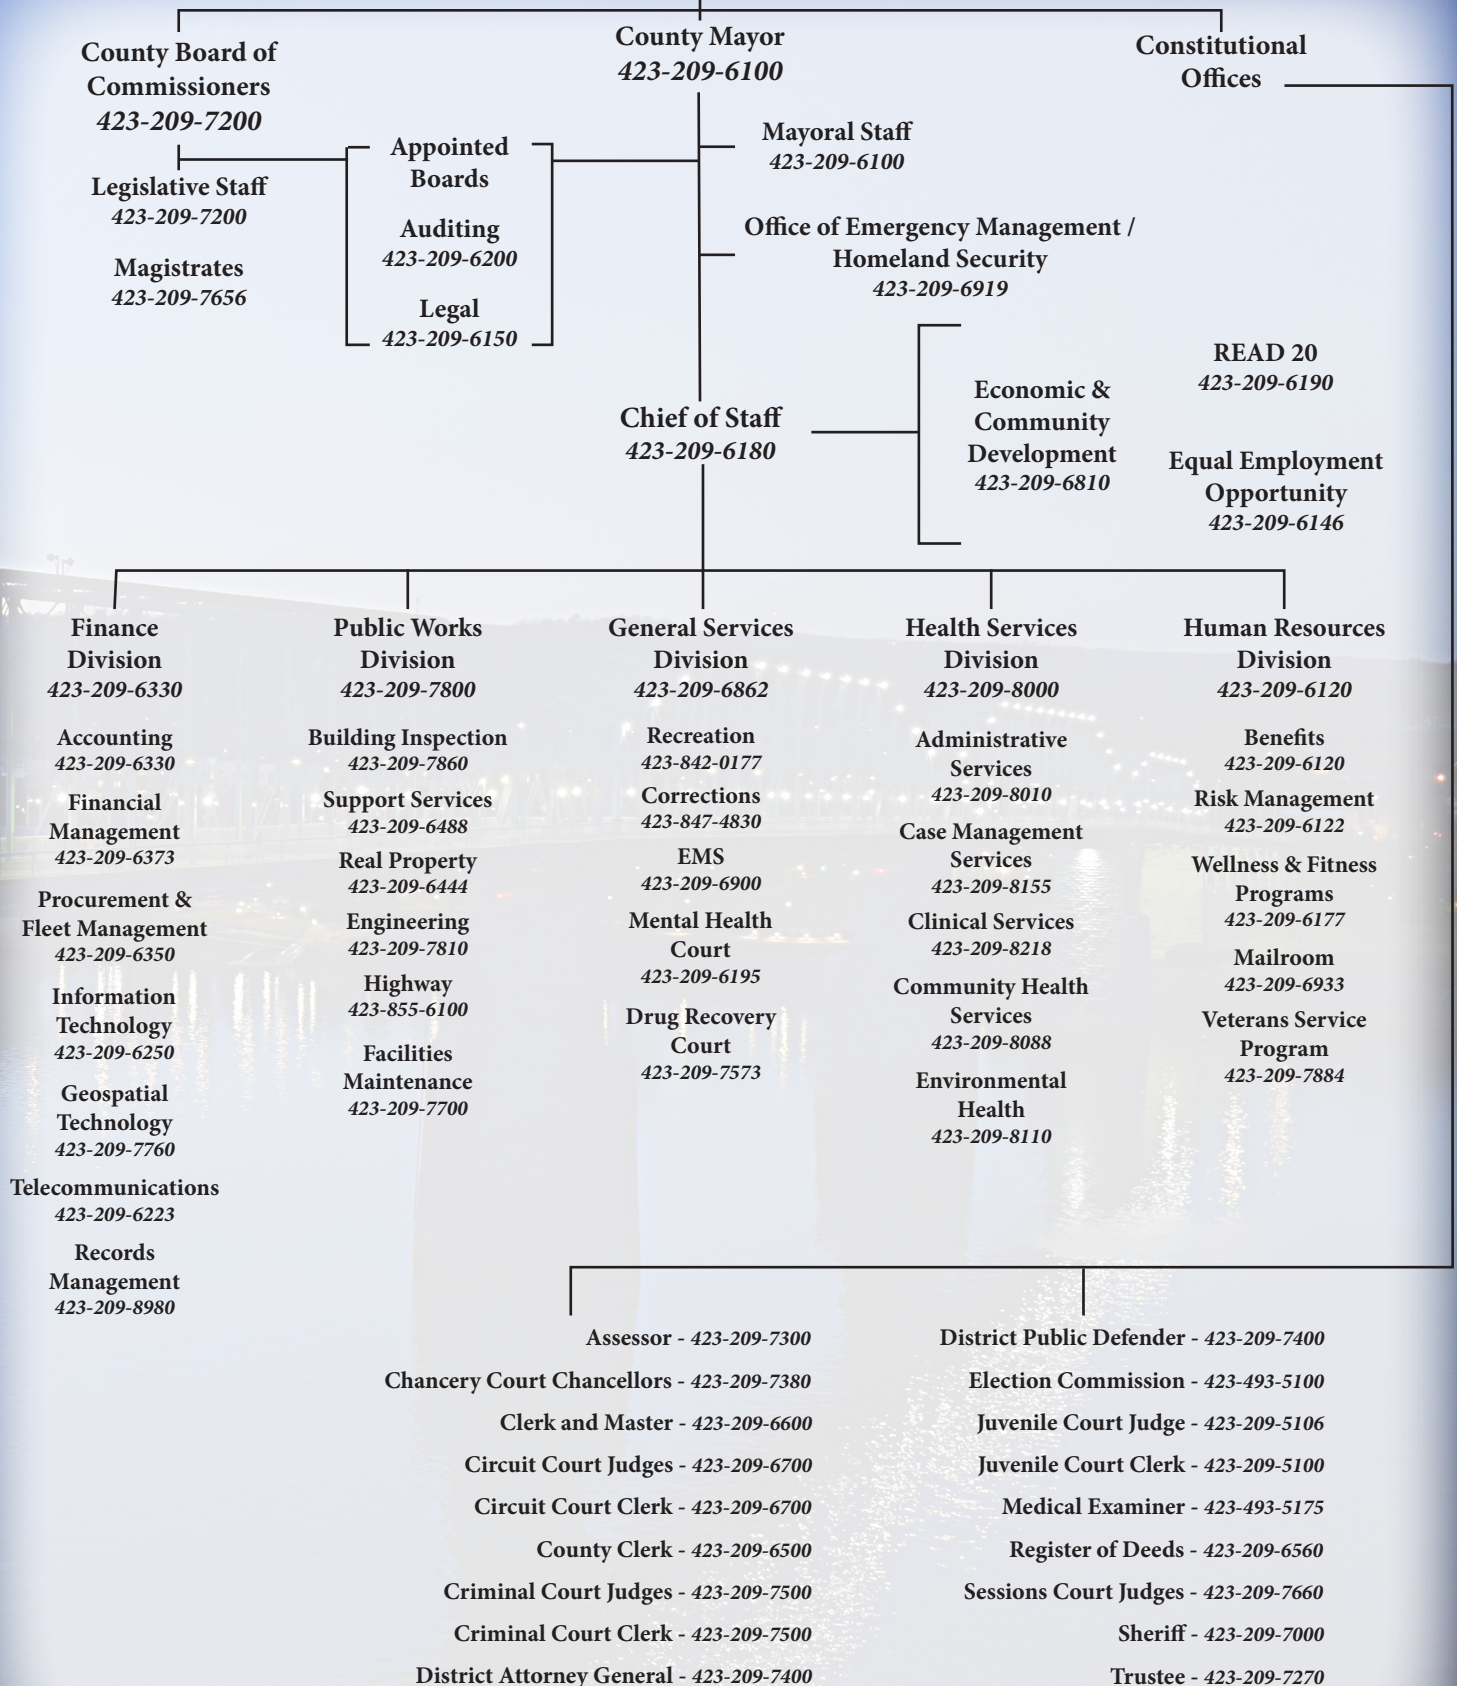 County Board of
Commissioners
423-209-7200
County Mayor
423-209-6100
Constitutional
Offices
Legislative Staff
423-209-7200
Magistrates
423-209-7656
Appointed
Boards
Auditing
423-209-6200
Legal
423-209-6150
Mayoral Staff
423-209-6100
Office of Emergency Management /
Homeland Security
423-209-6919
Chief of Staff
423-209-6180
Economic &
Community
Development
423-209-6810
READ 20
423-209-6190
Equal Employment
Opportunity
423-209-6146
Finance
Division
423-209-6330
Accounting
423-209-6330
Financial
Management
423-209-6373
Procurement &
Fleet Management
423-209-6350
Information
Technology
423-209-6250
Geospatial
Technology
423-209-7760
Telecommunications
423-209-6223
Records
Management
423-209-8980
Public Works
Division
423-209-7800
Building Inspection
423-209-7860
Support Services
423-209-6488
Real Property
423-209-6444
Engineering
423-209-7810
Highway
423-855-6100
Facilities
Maintenance
423-209-7700
General Services
Division
423-209-6862
Recreation
423-842-0177
Corrections
423-847-4830
EMS
423-209-6900
Mental Health
Court
423-209-6195
Drug Recovery
Court
423-209-7573
Health Services
Division
423-209-8000
Administrative
Services
423-209-8010
Case Management
Services
423-209-8155
Clinical Services
423-209-8218
Community Health
Services
423-209-8088
Environmental
Health
423-209-8110
Human Resources
Division
423-209-6120
Benefits
423-209-6120
Risk Management
423-209-6122
Wellness & Fitness
Programs
423-209-6177
Mailroom
423-209-6933
Veterans Service
Program
423-209-7884
Assessor - 423-209-7300
Chancery Court Chancellors - 423-209-7380
Clerk and Master - 423-209-6600
Circuit Court Judges - 423-209-6700
Circuit Court Clerk - 423-209-6700
County Clerk - 423-209-6500
Criminal Court Judges - 423-209-7500
Criminal Court Clerk - 423-209-7500
District Attorney General - 423-209-7400
District Public Defender - 423-209-7400
Election Commission - 423-493-5100
Juvenile Court Judge - 423-209-5106
Juvenile Court Clerk - 423-209-5100
Medical Examiner - 423-493-5175
Register of Deeds - 423-209-6560
Sessions Court Judges - 423-209-7660
Sheriff - 423-209-7000
Trustee - 423-209-7270